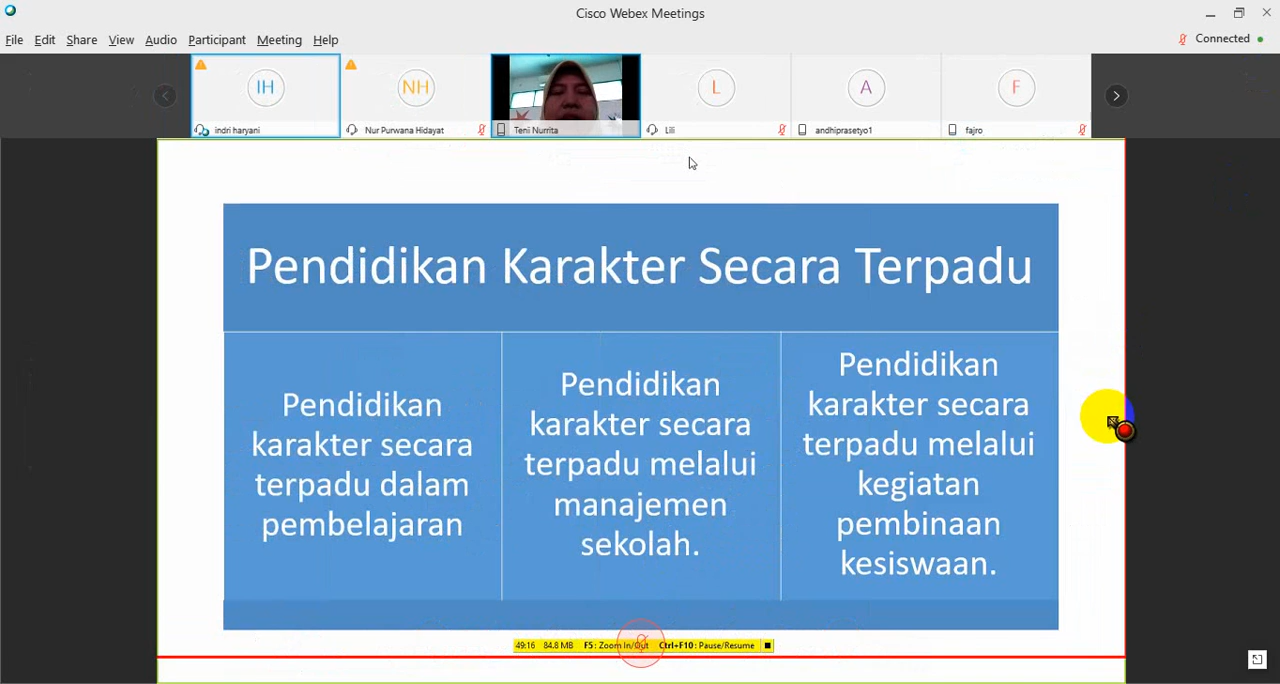 Cisco Webex Meetings
File Edit Share View Audio Participant Meeting Help
Connected
IH
NH
L
A
F
indri haryani
Nur Purwana Hidayat
Teni Nurrita
Lili
andhiprasetyo1
fajro
Pendidikan Karakter Secara Terpadu
Pendidikan
karakter secara
terpadu dalam
pembelajaran
Pendidikan
karakter secara
terpadu melalui
manajemen
sekolah.
Pendidikan
karakter secara
terpadu melalui
kegiatan
pembinaan
kesiswaan.
49:16 84.8 MB F5: Zoom In/Out Ctrl+F10: Pause/Resume